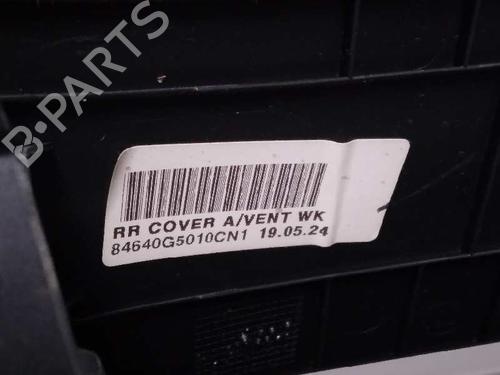 B-PARTS
RR COVER A/VENT WK
84640G5010CN1 19.05.24